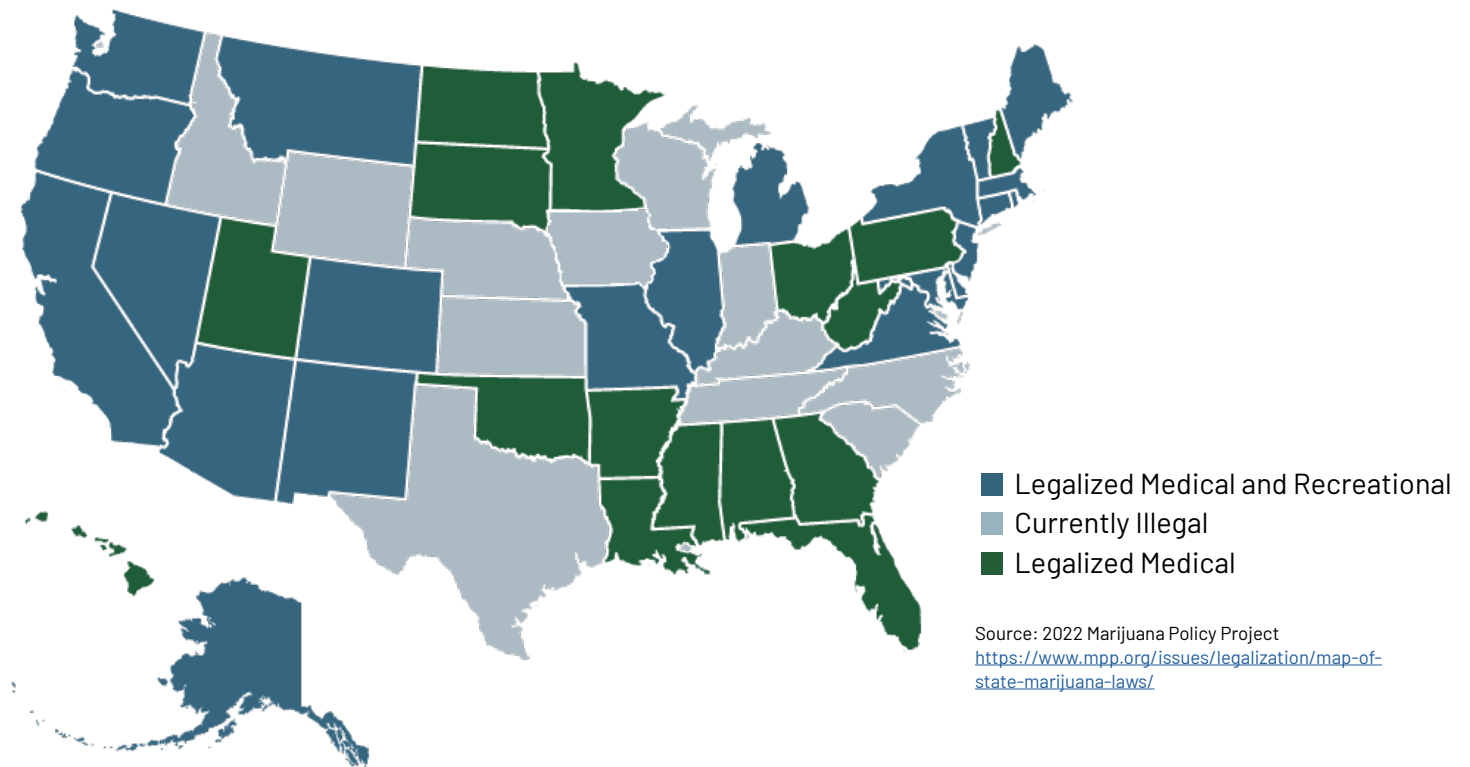 Legalized Medical and Recreational
Currently Illegal
Legalized Medical
Source: 2022 Marijuana Policy Project
https://www.mpp.org/issues/legalization/map-of-
state-marijuana-laws/